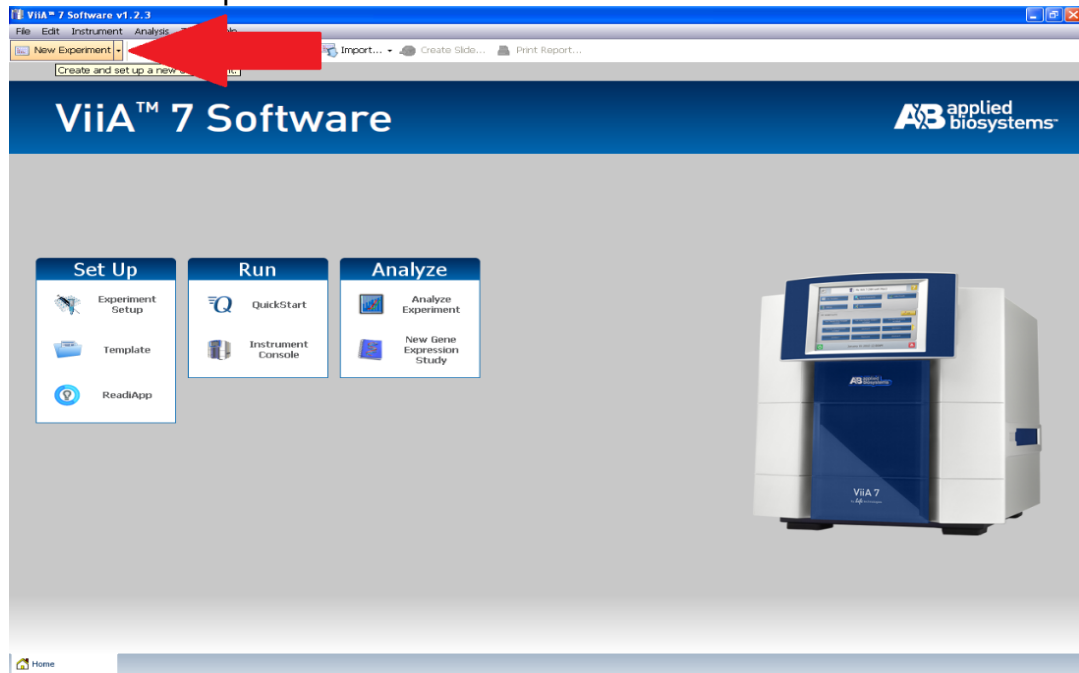 ViiA™ 7 Software v1.2.3
File Edit Instrument Analysis
New Experiment Import... Create Slide... Print Report...
Create and set up a new
ViiA™ 7 Software
AB applied biosystems™
Set Up
Experiment Setup
Template
ReadiApp
Run
QuickStart
Instrument Console
Analyze
Analyze Experiment
New Gene Expression Study
ViiA 7
Home